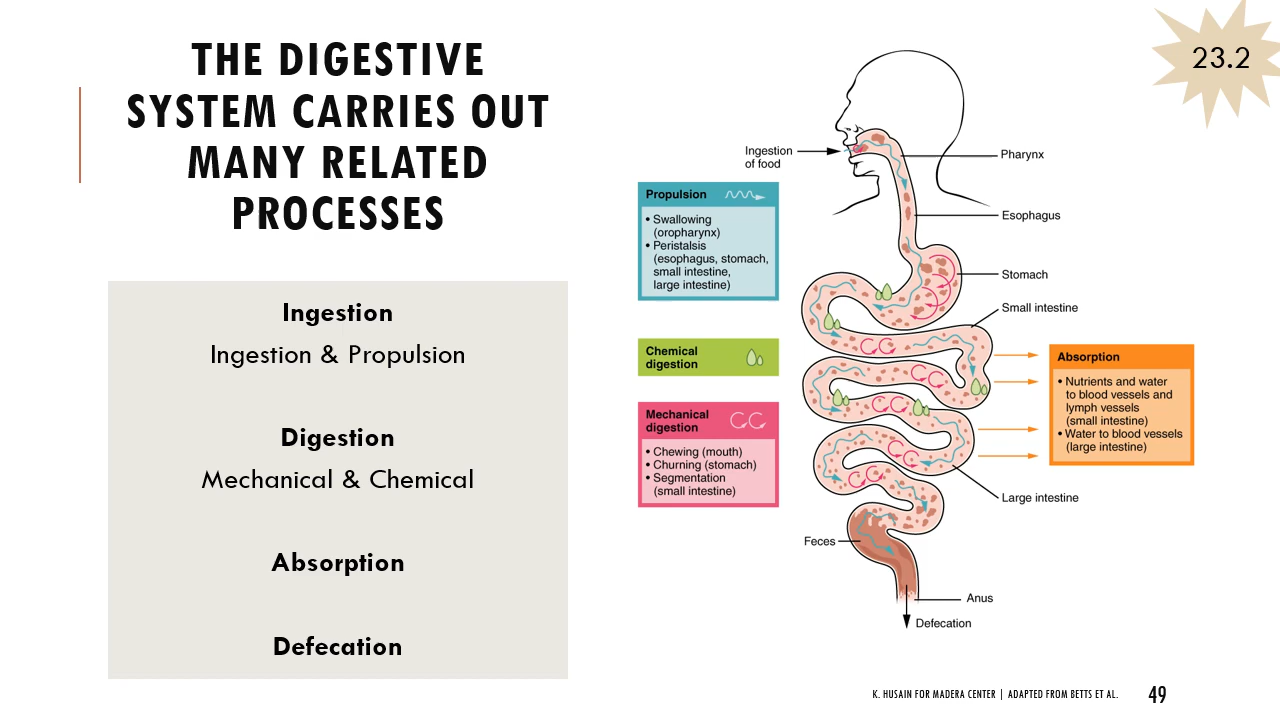 THE DIGESTIVE
SYSTEM CARRIES OUT
MANY RELATED
PROCESSES
23.2
Ingestion
Ingestion & Propulsion
Digestion
Mechanical & Chemical
Absorption
Defecation
Ingestion
of food
Pharynx
Propulsion
• Swallowing
(oropharynx)
• Peristalsis
(esophagus, stomach,
small intestine,
large intestine)
Esophagus
Stomach
Small intestine
Chemical
digestion
Absorption
• Nutrients and water
to blood vessels and
lymph vessels
(small intestine)
• Water to blood vessels
(large intestine)
Mechanical
digestion
• Chewing (mouth)
• Churning (stomach)
• Segmentation
(small intestine)
Large intestine
Feces
Anus
Defecation
K. HUSAIN FOR MADERA CENTER | ADAPTED FROM BETTS ET AL.
49